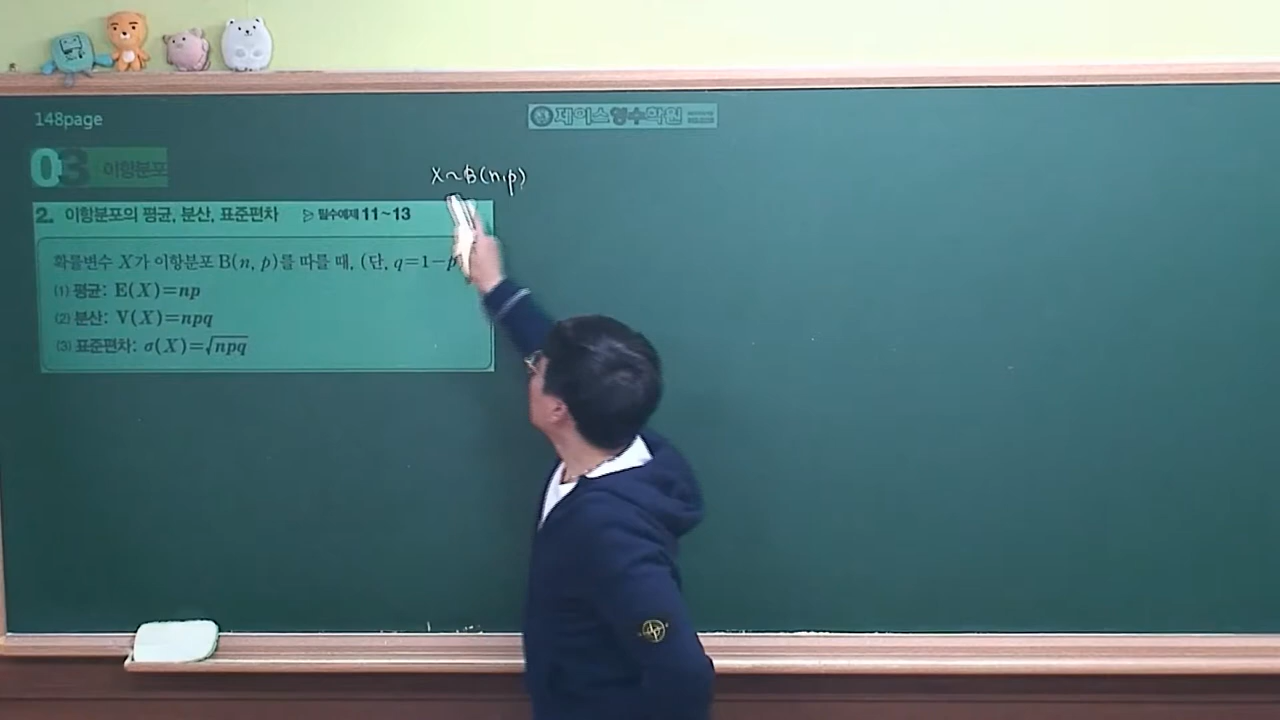 148page
제이스영수학원
03 이항분포
X~B(n,p)
2. 이항분포의 평균, 분산, 표준편차 ▷ 필수예제 11~13
확률변수 X가 이항분포 B(n, p)를 따를 때, (단, q=1-p
(1) 평균: E(X)=np
(2) 분산: V(X)=npq
(3) 표준편차: σ(X)=√npq